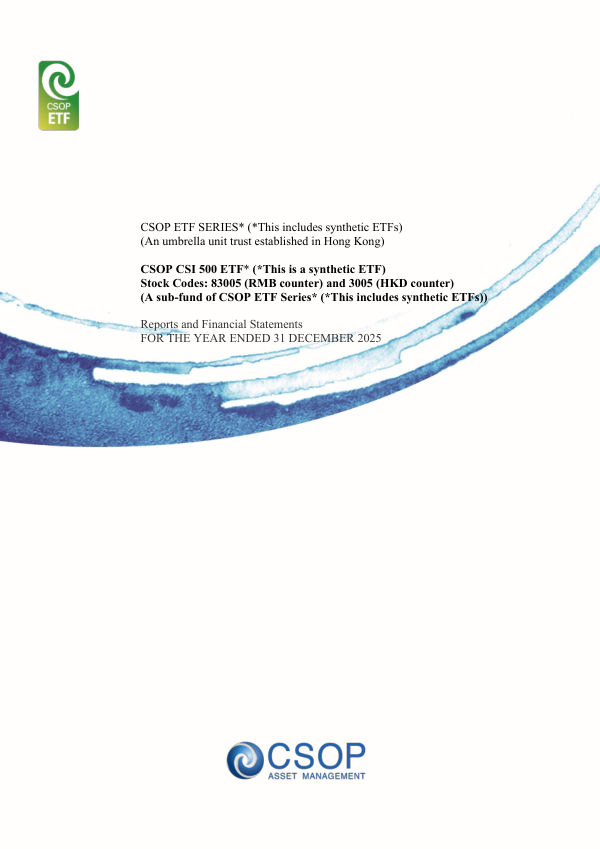 CSOP
ETF
CSOP ETF SERIES* (*This includes synthetic ETFs)
(An umbrella unit trust established in Hong Kong)
CSOP CSI 500 ETF* (*This is a synthetic ETF)
Stock Codes: 83005 (RMB counter) and 3005 (HKD counter)
(A sub-fund of CSOP ETF Series* (*This includes synthetic ETFs))
Reports and Financial Statements
FOR THE YEAR ENDED 31 DECEMBER 2025
CSOP
ASSET MANAGEMENT